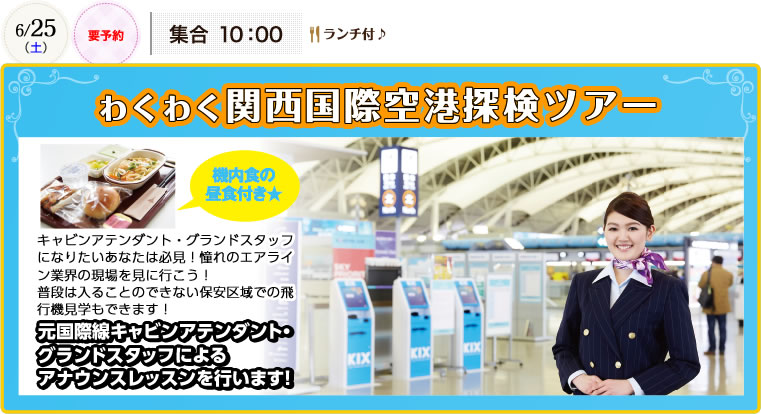 6/25
(土)
要予約
集合 10:00
ランチ付♪
わくわく関西国際空港探検ツアー
機内食の
昼食付き★
キャビンアテンダント・グランドスタッフ
になりたいあなたは必見！憧れのエアライ
ン業界の現場を見に行こう！
普段は入ることのできない保安区域での飛
行機見学もできます！
元国際線キャビンアテンダント・
グランドスタッフによる
アナウンスレッスンを行います!
SKY
PRIORITY
KIX
KIX
KIX